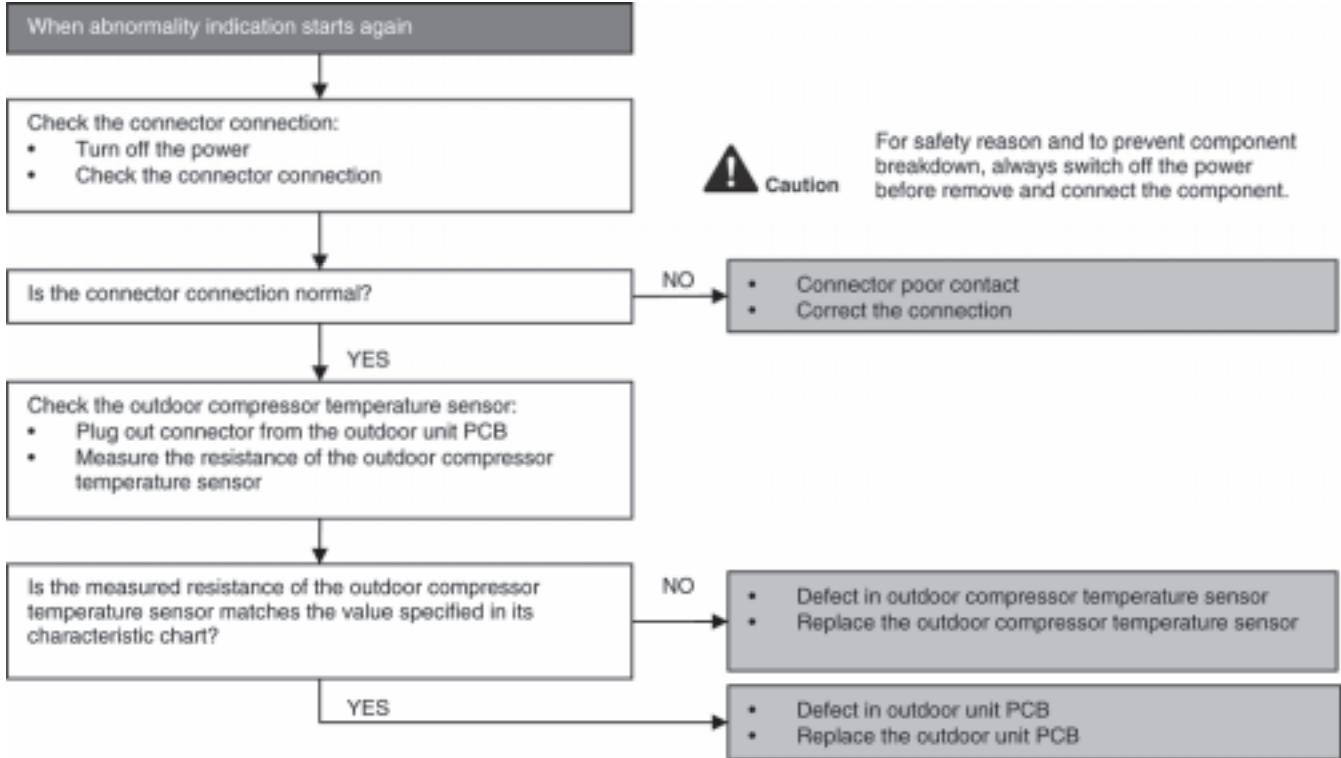 When abnormality indication starts again
Check the connector connection:
• Turn off the power
• Check the connector connection
Caution
For safety reason and to prevent component
breakdown, always switch off the power
before remove and connect the component.
Is the connector connection normal?
NO
• Connector poor contact
• Correct the connection
YES
Check the outdoor compressor temperature sensor:
• Plug out connector from the outdoor unit PCB
• Measure the resistance of the outdoor compressor
temperature sensor
Is the measured resistance of the outdoor compressor
temperature sensor matches the value specified in its
characteristic chart?
NO
• Defect in outdoor compressor temperature sensor
• Replace the outdoor compressor temperature sensor
YES
• Defect in outdoor unit PCB
• Replace the outdoor unit PCB